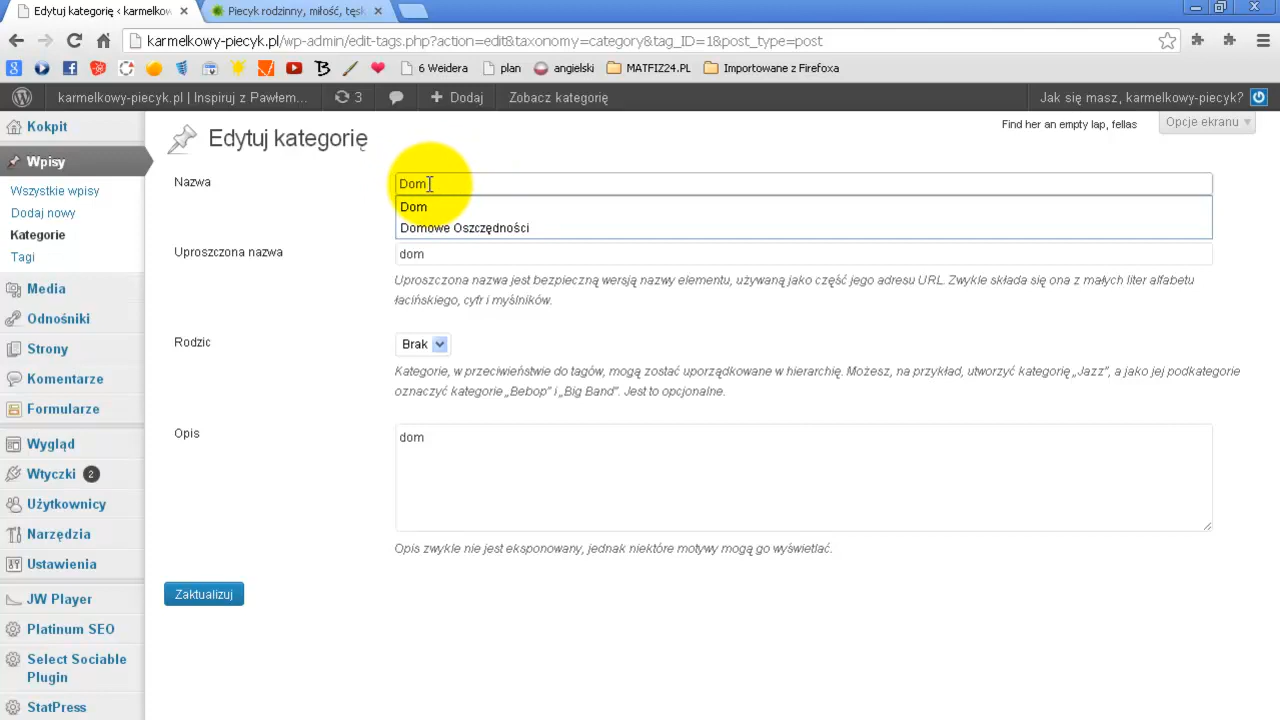 Edytuj kategorię ‹ karmelkow
Piecyk rodzinny, miłość, tęsk
karmelkowy-piecyk.pl/wp-admin/edit-tags.php?action=edit&taxonomy=category&tag_ID=1&post_type=post
6 Weidera
plan
angielski
MATFIZ24.PL
Importowane z Firefoxa
karmelkowy-piecyk.pl | Inspiruj z Pawłem...
3
Dodaj
Zobacz kategorię
Jak się masz, karmelkowy-piecyk?
Find her an empty lap, fellas
Opcje ekranu
Kokpit
Wpisy
Wszystkie wpisy
Dodaj nowy
Kategorie
Tagi
Media
Odnośniki
Strony
Komentarze
Formularze
Wygląd
Wtyczki 2
Użytkownicy
Narzędzia
Ustawienia
JW Player
Platinum SEO
Select Sociable
Plugin
StatPress
Edytuj kategorię
Nazwa
Dom
Dom
Domowe Oszczędności
Uproszczona nazwa
dom
Uproszczona nazwa jest bezpieczną wersją nazwy elementu, używaną jako część jego adresu URL. Zwykle składa się ona z małych liter alfabetu
łacińskiego, cyfr i myślników.
Rodzic
Brak
Kategorie, w przeciwieństwie do tagów, mogą zostać uporządkowane w hierarchię. Możesz, na przykład, utworzyć kategorię „Jazz”, a jako jej podkategorie
oznaczyć kategorie „Bebop” i „Big Band”. Jest to opcjonalne.
Opis
dom
Opis zwykle nie jest eksponowany, jednak niektóre motywy mogą go wyświetlać.
Zaktualizuj